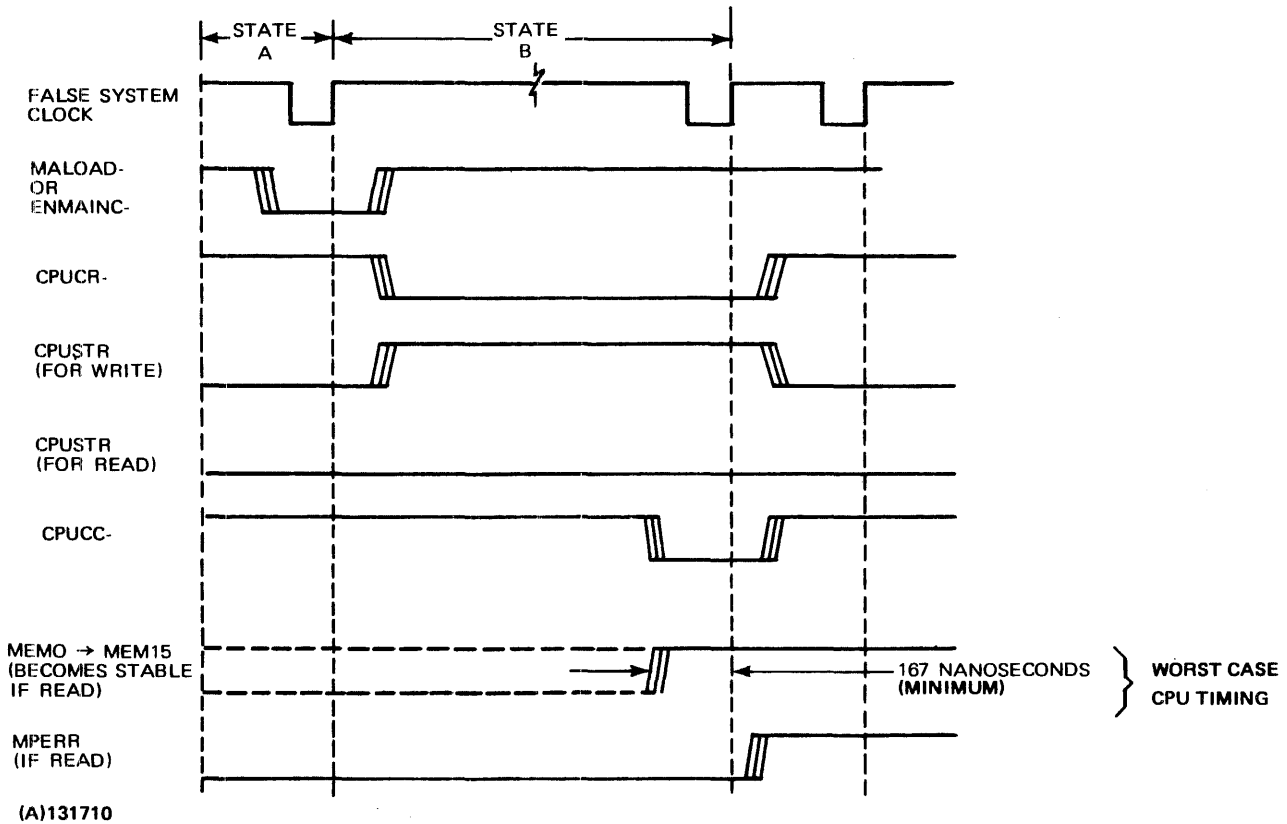 STATE
A
STATE
B
FALSE SYSTEM
CLOCK
MALOAD-
OR
ENMAINC-
CPUCR-
CPUSTR
(FOR WRITE)
CPUSTR
(FOR READ)
CPUCC-
MEMO → MEM15
(BECOMES STABLE
IF READ)
167 NANOSECONDS
(MINIMUM)
WORST CASE
CPU TIMING
MPERR
(IF READ)
(A)131710